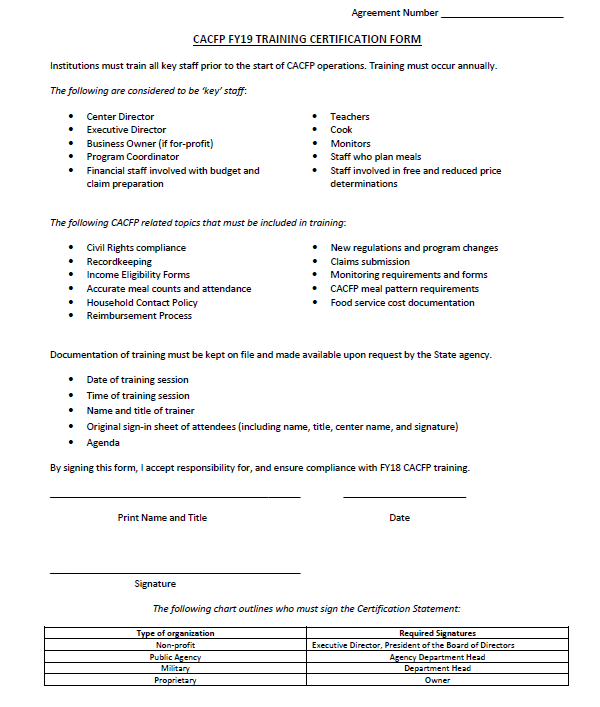 Agreement Number ______________________
CACFP FY19 TRAINING CERTIFICATION FORM
Institutions must train all key staff prior to the start of CACFP operations. Training must occur annually.
The following are considered to be 'key' staff:
• Center Director
• Executive Director
• Business Owner (if for-profit)
• Program Coordinator
• Financial staff involved with budget and
claim preparation
• Teachers
• Cook
• Monitors
• Staff who plan meals
• Staff involved in free and reduced price
determinations
The following CACFP related topics that must be included in training:
• Civil Rights compliance
• Recordkeeping
• Income Eligibility Forms
• Accurate meal counts and attendance
• Household Contact Policy
• Reimbursement Process
• New regulations and program changes
• Claims submission
• Monitoring requirements and forms
• CACFP meal pattern requirements
• Food service cost documentation
Documentation of training must be kept on file and made available upon request by the State agency.
• Date of training session
• Time of training session
• Name and title of trainer
• Original sign-in sheet of attendees (including name, title, center name, and signature)
• Agenda
By signing this form, I accept responsibility for, and ensure compliance with FY18 CACFP training.
Print Name and Title Date
Signature
The following chart outlines who must sign the Certification Statement:
Type of organization Required Signatures
Non-profit Executive Director, President of the Board of Directors
Public Agency Agency Department Head
Military Department Head
Proprietary Owner